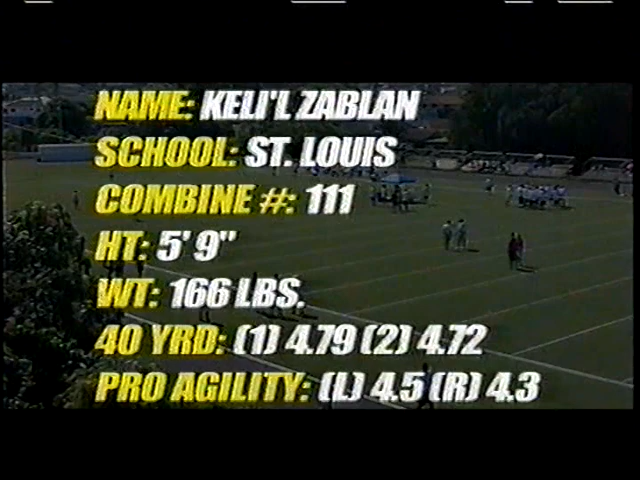 NAME: KELI'L ZABLAN
SCHOOL: ST. LOUIS
COMBINE #: 111
HT: 5' 9"
WT: 166 LBS.
40 YRD: (1) 4.79 (2) 4.72
PRO AGILITY: (L) 4.5 (R) 4.3